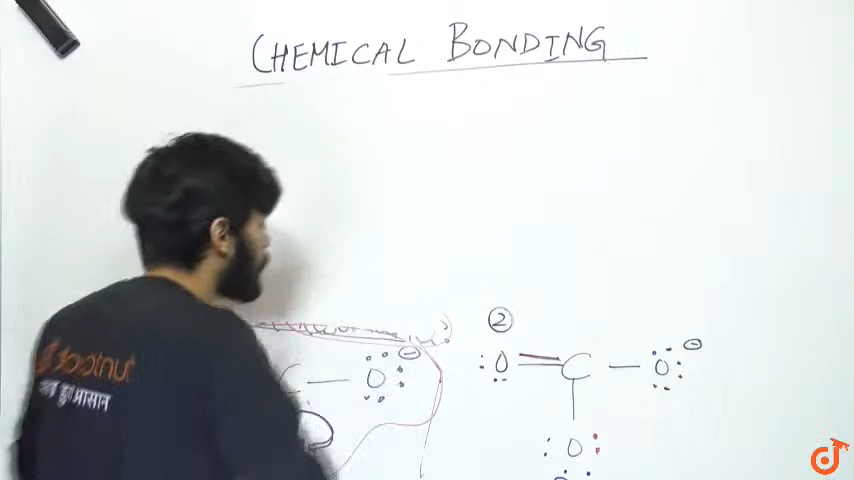 CHEMICAL BONDING
②
O C O ⊖
O
C O ⊖
doubtnut
आसान